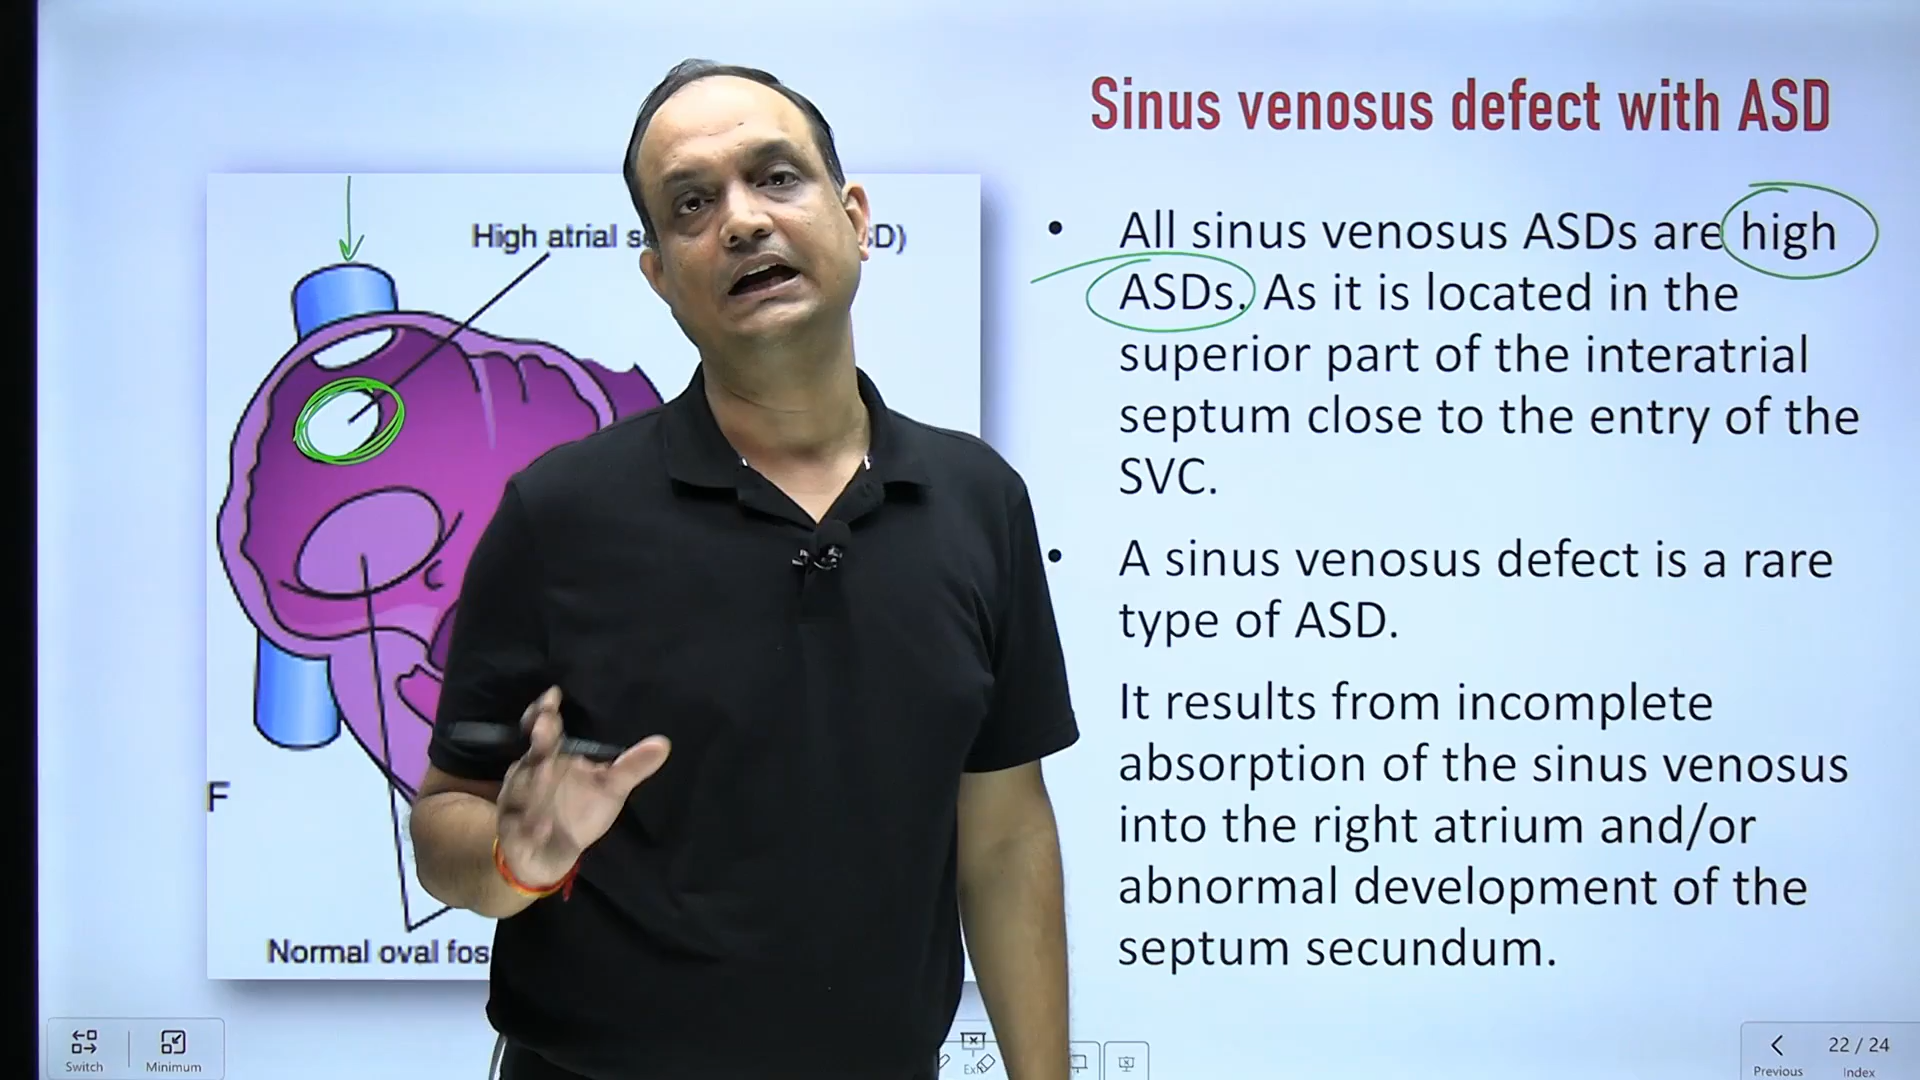 Sinus venosus defect with ASD
High atrial
SD)
• All sinus venosus ASDs are high
ASDs. As it is located in the
superior part of the interatrial
septum close to the entry of the
SVC.
• A sinus venosus defect is a rare
type of ASD.
It results from incomplete
absorption of the sinus venosus
into the right atrium and/or
abnormal development of the
septum secundum.
F
Normal oval
Switch
Minimum
22 / 24
Previous
Index